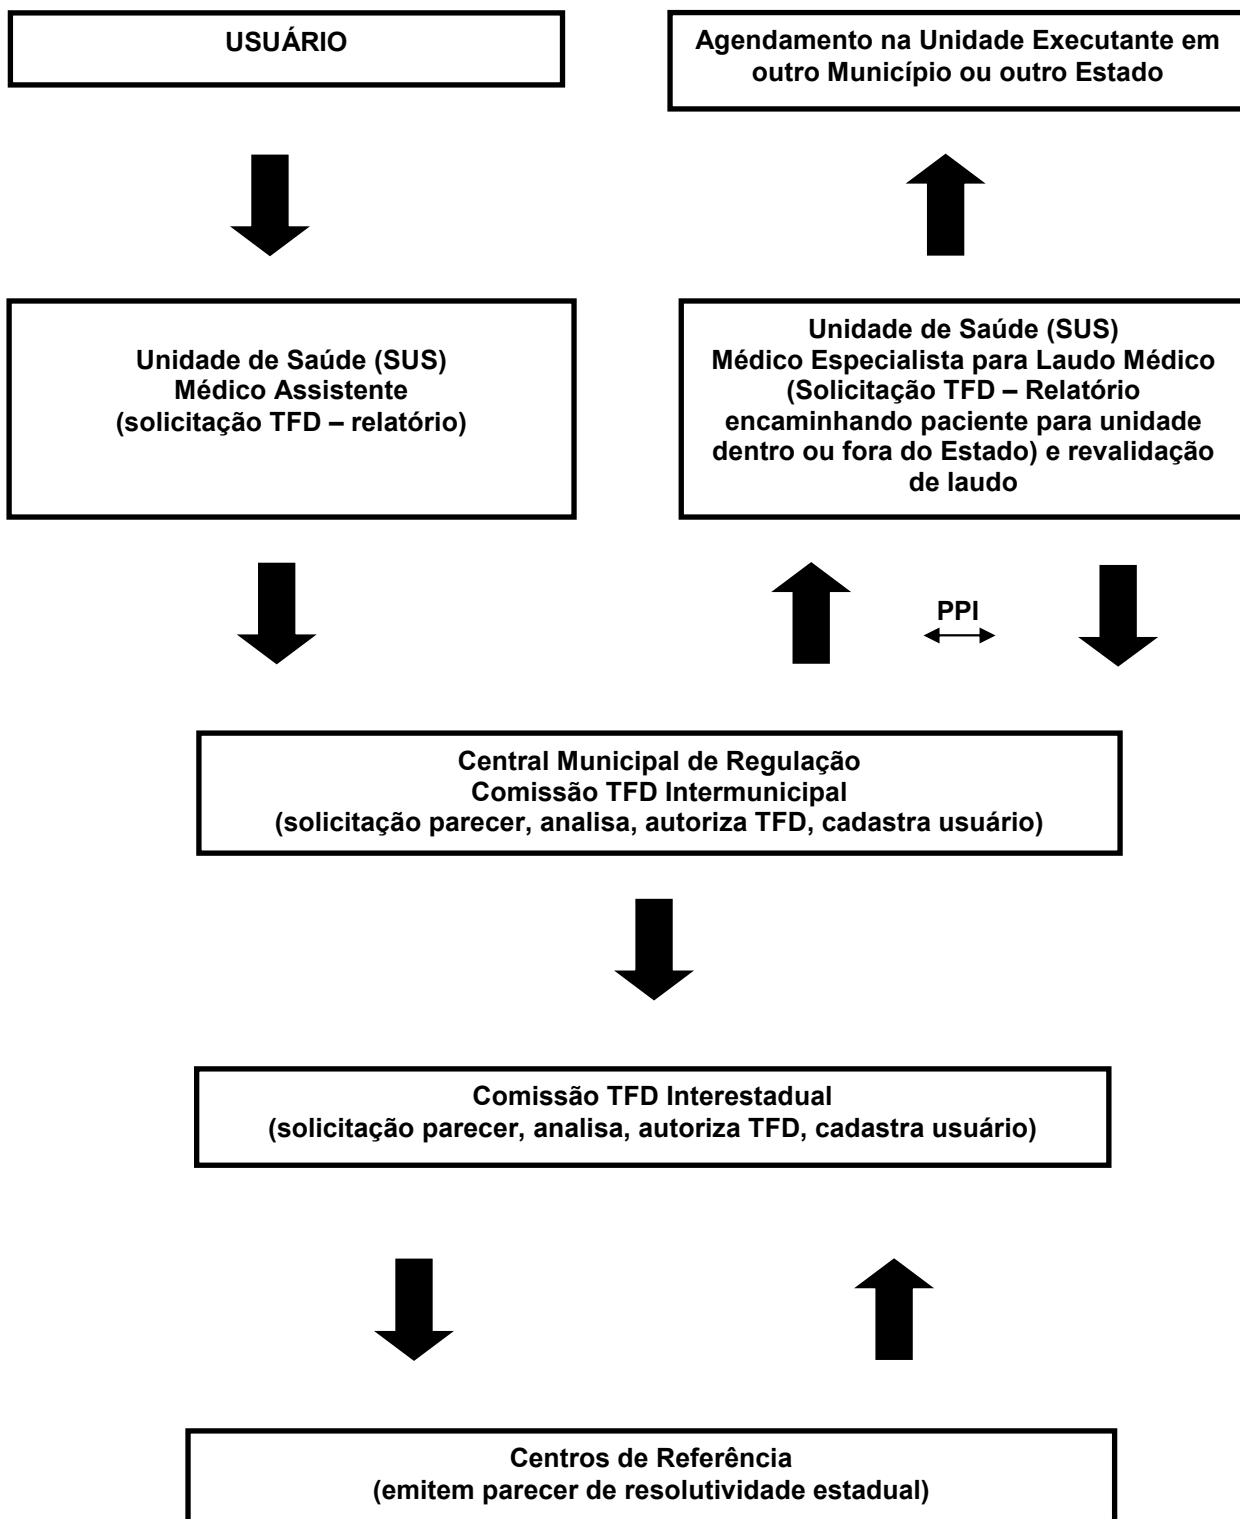 USUÁRIO
Agendamento na Unidade Executante em
outro Município ou outro Estado
Unidade de Saúde (SUS)
Médico Assistente
(solicitação TFD – relatório)
Unidade de Saúde (SUS)
Médico Especialista para Laudo Médico
(Solicitação TFD – Relatório
encaminhando paciente para unidade
dentro ou fora do Estado) e revalidação
de laudo
PPI
Central Municipal de Regulação
Comissão TFD Intermunicipal
(solicitação parecer, analisa, autoriza TFD, cadastra usuário)
Comissão TFD Interestadual
(solicitação parecer, analisa, autoriza TFD, cadastra usuário)
Centros de Referência
(emitem parecer de resolutividade estadual)